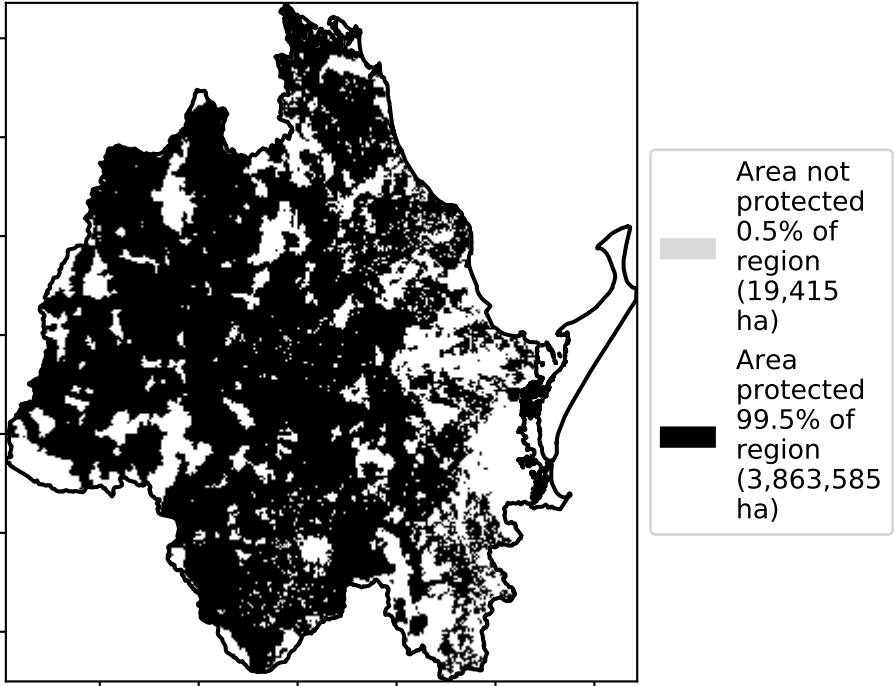 Area not
protected
0.5% of
region
(19,415
ha)
Area
protected
99.5% of
region
(3,863,585
ha)